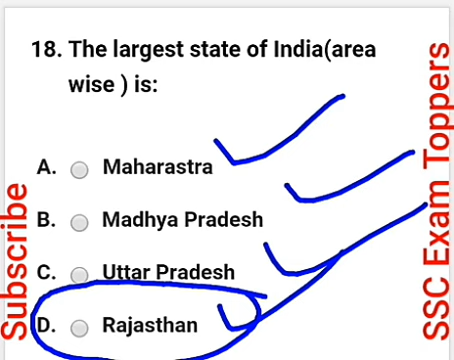 18. The largest state of India(area
wise ) is:
A. Maharastra
B. Madhya Pradesh
C. Uttar Pradesh
D. Rajasthan
Subscribe
SSC Exam Toppers